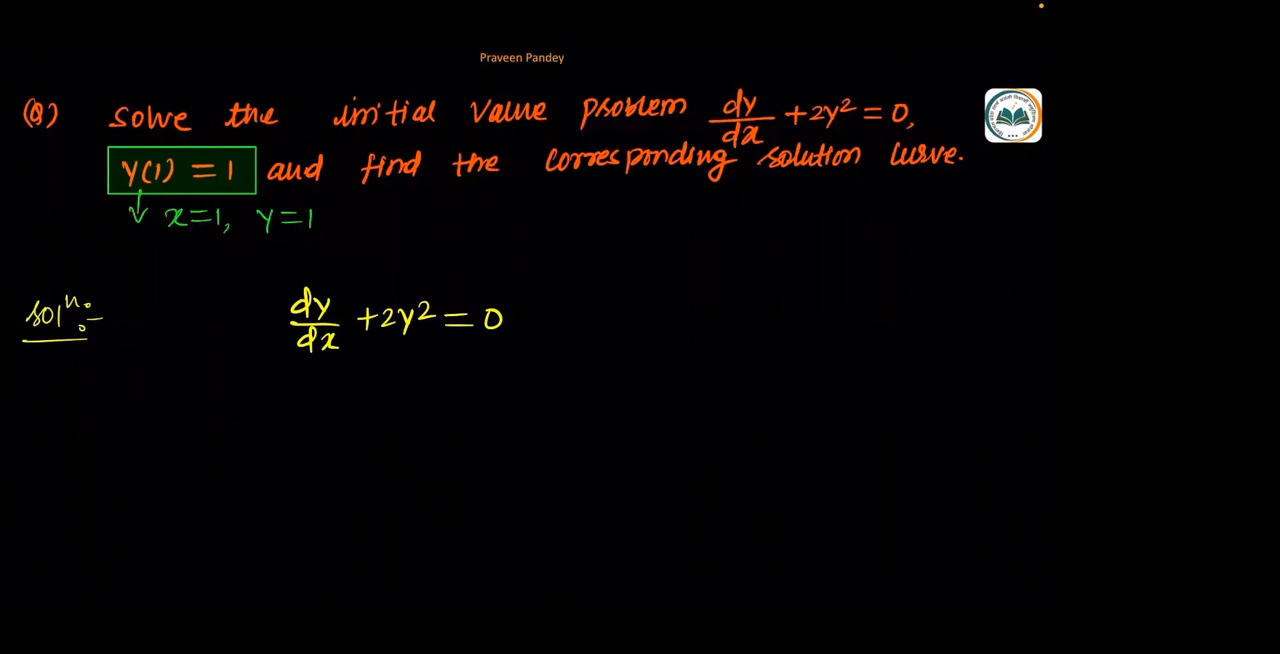 Praveen Pandey
(Q) Solve the initial value problem dy/dx + 2y² = 0,
y(1) = 1 and find the corresponding solution curve.
↓ x=1, y=1
Solⁿ:–
dy/dx + 2y² = 0